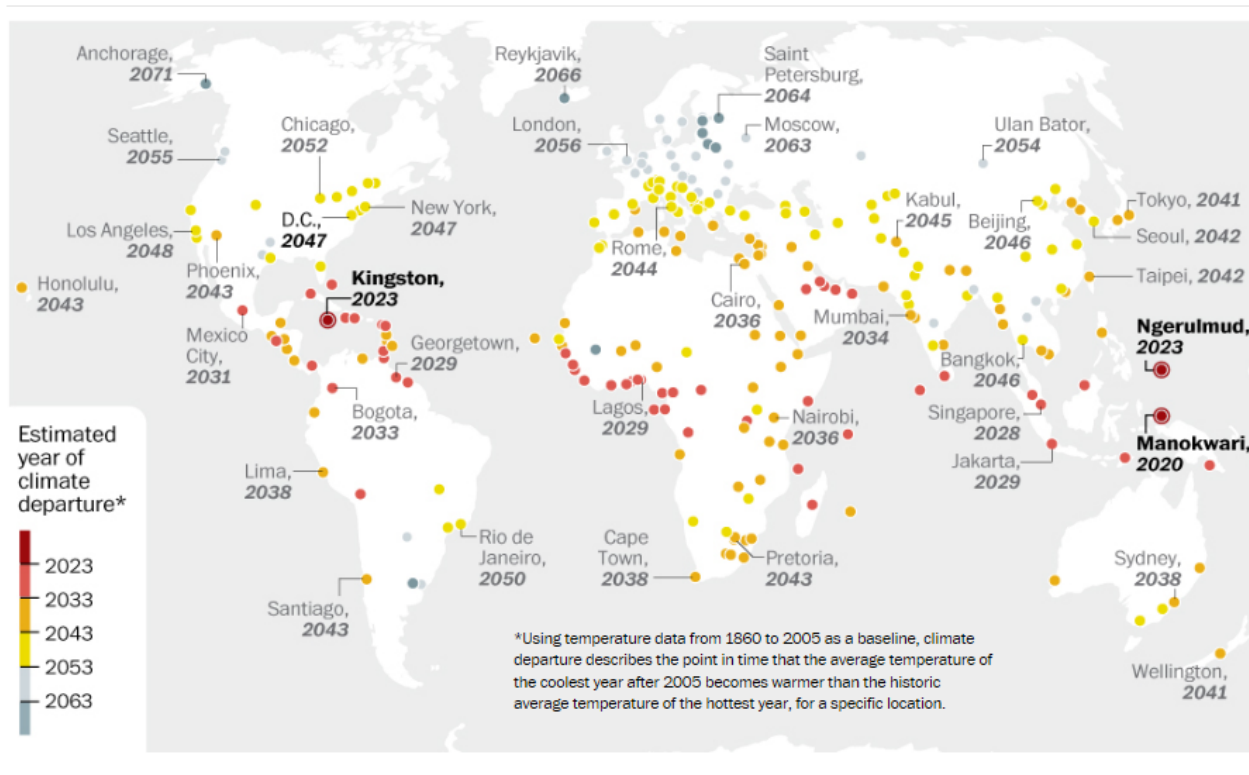 Anchorage,
2071
Reykjavik,
2066
Saint
Petersburg,
2064
Seattle,
2055
Chicago,
2052
London,
2056
Moscow,
2063
Ulan Bator,
2054
D.C.,
2047
New York,
2047
Kabul,
2045
Tokyo, 2041
Los Angeles,
2048
Rome,
2044
Beijing,
2046
Seoul, 2042
Honolulu,
2043
Phoenix,
2043
Kingston,
2023
Cairo,
2036
Mumbai,
2034
Taipei, 2042
Mexico
City,
2031
Georgetown,
2029
Bangkok,
2046
Ngerulmud,
2023
Bogota,
2033
Lagos,
2029
Nairobi,
2036
Singapore,
2028
Manokwari,
2020
Jakarta,
2029
Lima,
2038
Rio de
Janeiro,
2050
Cape
Town,
2038
Pretoria,
2043
Sydney,
2038
Santiago,
2043
Wellington,
2041
Estimated
year of
climate
departure*
2023
2033
2043
2053
2063
*Using temperature data from 1860 to 2005 as a baseline, climate
departure describes the point in time that the average temperature of
the coolest year after 2005 becomes warmer than the historic
average temperature of the hottest year, for a specific location.